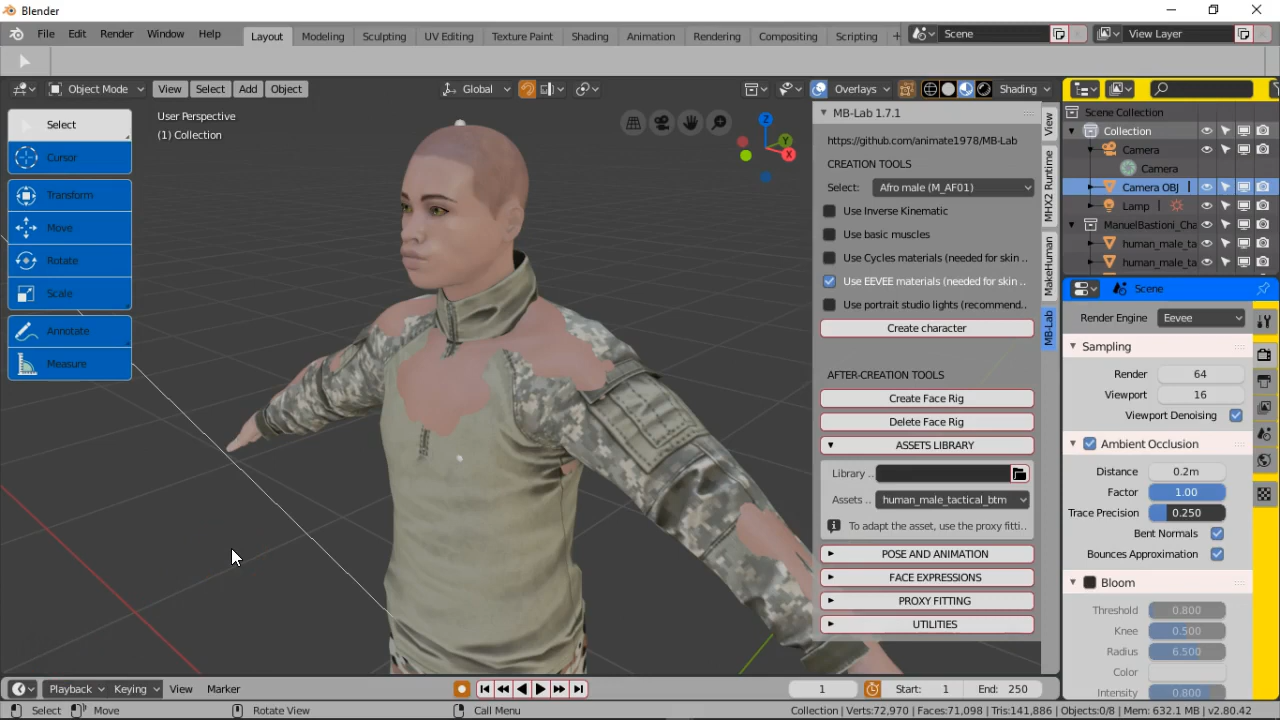 Blender
File Edit Render Window Help
Layout Modeling Sculpting UV Editing Texture Paint Shading Animation Rendering Compositing Scripting +
Scene
View Layer
Object Mode View Select Add Object
Global
Overlays Shading
Select
Cursor
Transform
Move
Rotate
Scale
Annotate
Measure
User Perspective
(1) Collection
Z
Y
X
MB-Lab 1.7.1
https://github.com/animate1978/MB-Lab
CREATION TOOLS
Select: Afro male (M_AF01)
Use Inverse Kinematic
Use basic muscles
Use Cycles materials (needed for skin ..
Use EEVEE materials (needed for skin ..
Use portrait studio lights (recommend..
Create character
AFTER-CREATION TOOLS
Create Face Rig
Delete Face Rig
ASSETS LIBRARY
Library ..
Assets .. human_male_tactical_btm
To adapt the asset, use the proxy fitti..
POSE AND ANIMATION
FACE EXPRESSIONS
PROXY FITTING
UTILITIES
View
MHX2 Runtime
MakeHuman
MB-Lab
Scene Collection
Collection
Camera
Camera
Camera OBJ
Lamp
ManuelBastioni_Cha
human_male_ta
human_male_ta
Scene
Render Engine Eevee
Sampling
Render 64
Viewport 16
Viewport Denoising
Ambient Occlusion
Distance 0.2m
Factor 1.00
Trace Precision 0.250
Bent Normals
Bounces Approximation
Bloom
Threshold 0.800
Knee 0.500
Radius 6.500
Color
Intensity 0.800
Playback Keying View Marker
1
Start: 1
End: 250
Select Move Rotate View Call Menu
Collection | Verts:72,970 | Faces:71,098 | Tris:141,886 | Objects:0/8 | Mem: 632.1 MB | v2.80.42